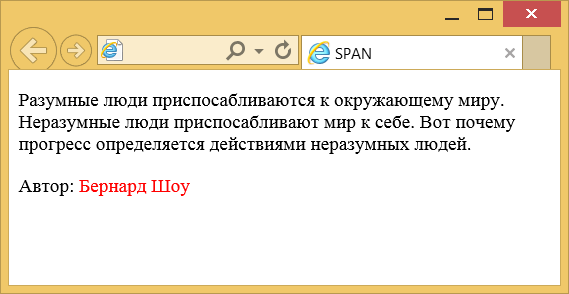 SPAN
Разумные люди приспосабливаются к окружающему миру.
Неразумные люди приспосабливают мир к себе. Вот почему
прогресс определяется действиями неразумных людей.
Автор: Бернард Шоу